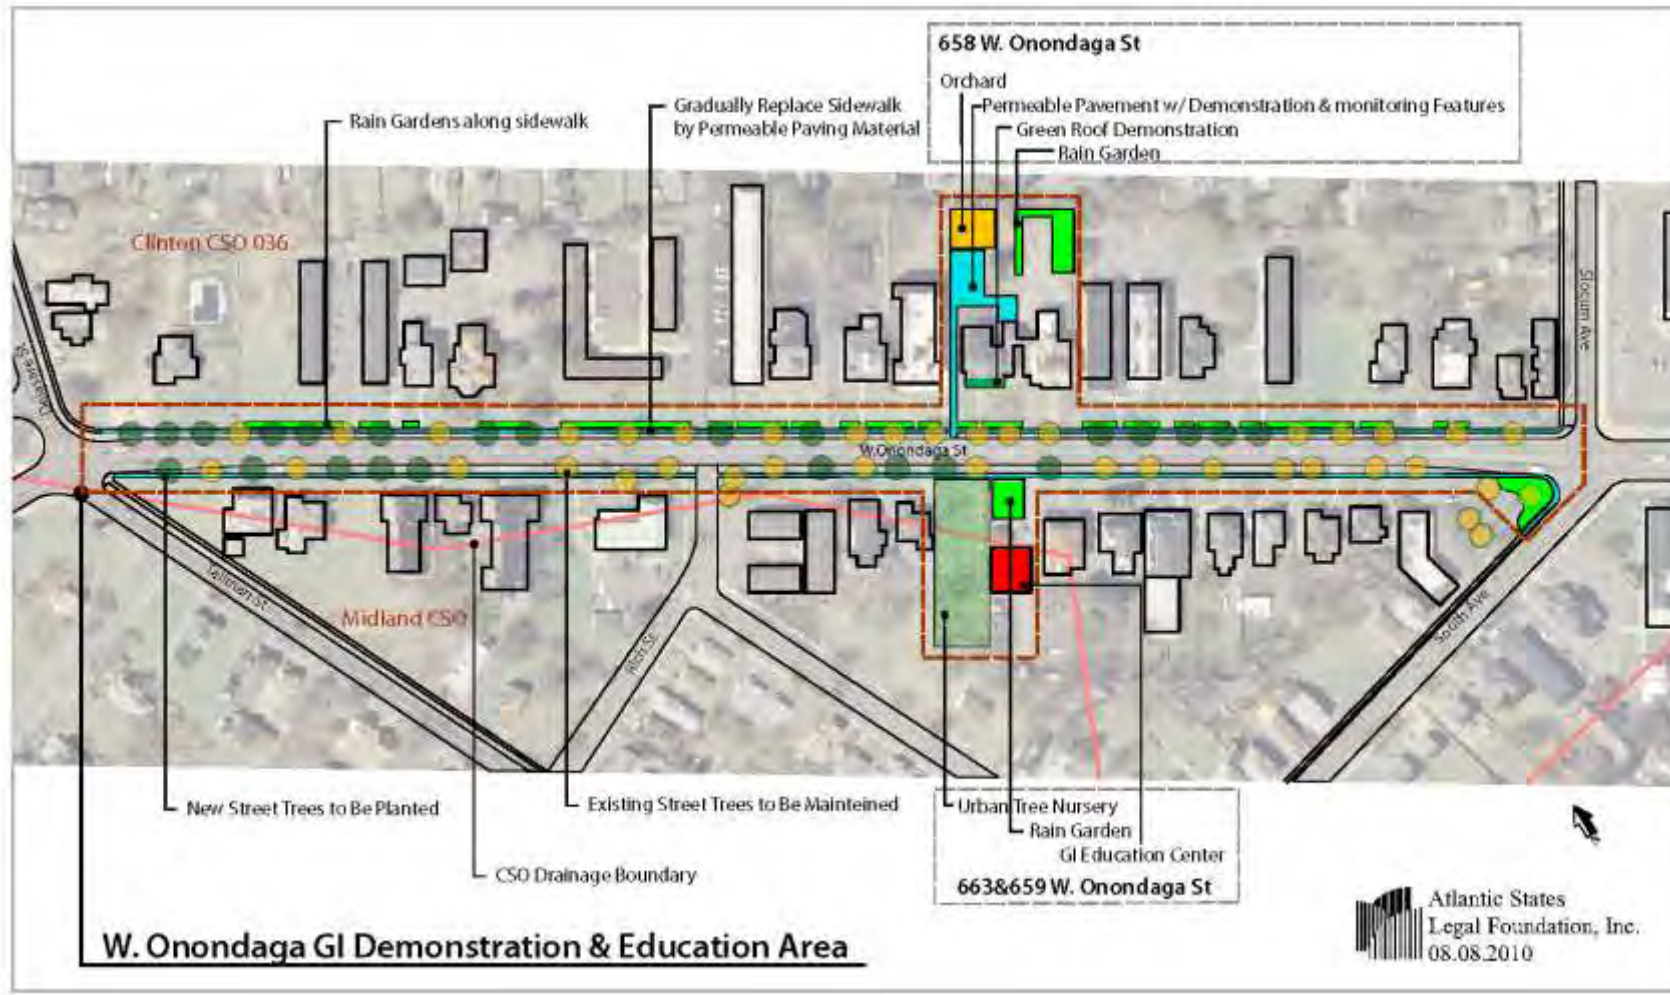 658 W. Onondaga St
Orchard
Permeable Pavement w/ Demonstration & monitoring Features
Green Roof Demonstration
Rain Garden
Rain Gardens along sidewalk
Gradually Replace Sidewalk
by Permeable Paving Material
Clinton CSO 036
Slocum Ave
W.Onondaga St
Tallman St.
Midland CSO
Rich St.
South Ave
New Street Trees to Be Planted
Existing Street Trees to Be Mainteined
CSO Drainage Boundary
Urban Tree Nursery
Rain Garden
GI Education Center
663&659 W. Onondaga St
W. Onondaga GI Demonstration & Education Area
Atlantic States
Legal Foundation, Inc.
08.08.2010